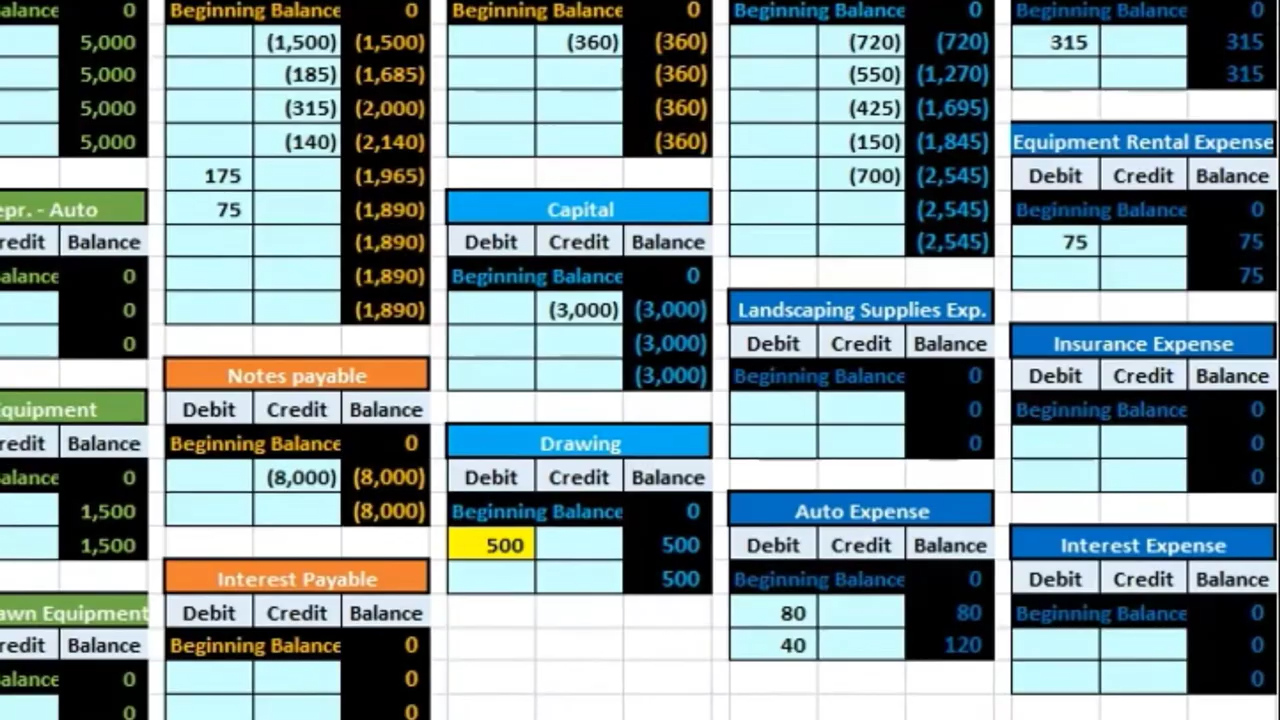 alance 0
5,000
5,000
5,000
5,000
epr. - Auto
redit Balance
alance 0
0
0
Equipment
redit Balance
alance 0
1,500
1,500
awn Equipment
redit Balance
alance 0
0
0
Beginning Balance 0
(1,500) (1,500)
(185) (1,685)
(315) (2,000)
(140) (2,140)
175 (1,965)
75 (1,890)
(1,890)
(1,890)
(1,890)
Notes payable
Debit Credit Balance
Beginning Balance 0
(8,000) (8,000)
(8,000)
Interest Payable
Debit Credit Balance
Beginning Balance 0
0
0
Beginning Balance 0
(360) (360)
(360)
(360)
(360)
Capital
Debit Credit Balance
Beginning Balance 0
(3,000) (3,000)
(3,000)
(3,000)
Drawing
Debit Credit Balance
Beginning Balance 0
500 500
500
Beginning Balance 0
(720) (720)
(550) (1,270)
(425) (1,695)
(150) (1,845)
(700) (2,545)
(2,545)
(2,545)
Landscaping Supplies Exp.
Debit Credit Balance
Beginning Balance 0
0
0
Auto Expense
Debit Credit Balance
Beginning Balance 0
80 80
40 120
Beginning Balance 0
315 315
315
Equipment Rental Expense
Debit Credit Balance
Beginning Balance 0
75 75
75
Insurance Expense
Debit Credit Balance
Beginning Balance 0
0
0
Interest Expense
Debit Credit Balance
Beginning Balance 0
0
0